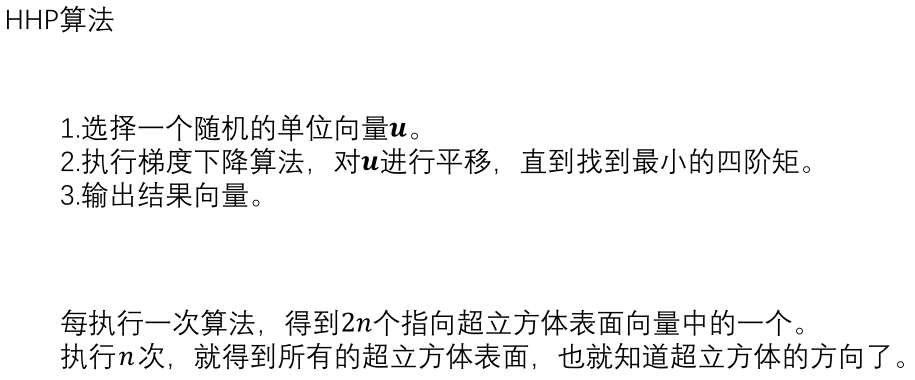 HHP算法
1.选择一个随机的单位向量u。
2.执行梯度下降算法，对u进行平移，直到找到最小的四阶矩。
3.输出结果向量。
每执行一次算法，得到2n个指向超立方体表面向量中的一个。
执行n次，就得到所有的超立方体表面，也就知道超立方体的方向了。